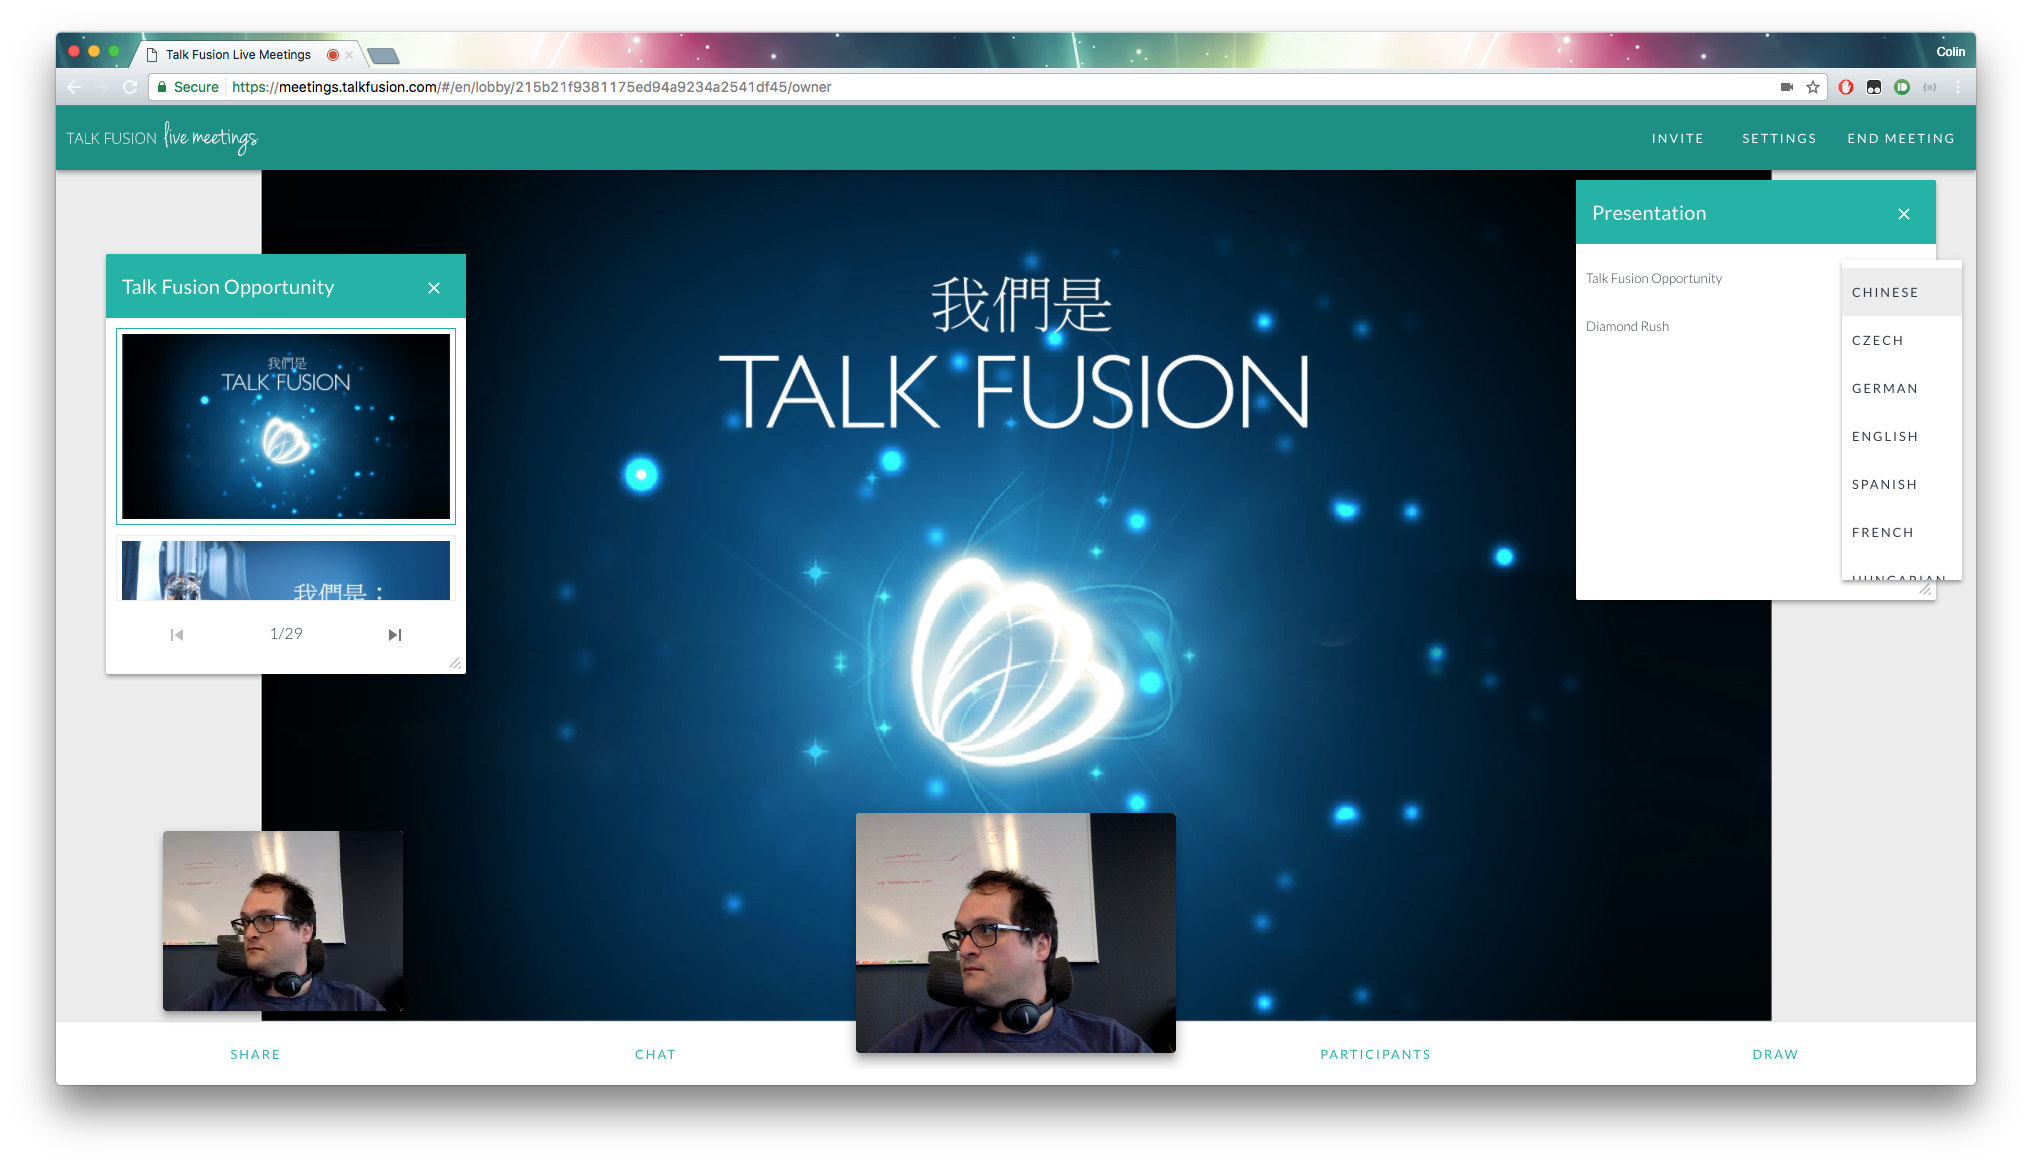 Talk Fusion Live Meetings
Colin
Secure https://meetings.talkfusion.com/#/en/lobby/215b21f9381175ed94a9234a2541df45/owner
TALK FUSION live meetings
INVITE SETTINGS END MEETING
Presentation
Talk Fusion Opportunity
Diamond Rush
CHINESE
CZECH
GERMAN
ENGLISH
SPANISH
FRENCH
HUNGARIAN
Talk Fusion Opportunity
我們是
TALK FUSION
我們是：
1/29
我們是
TALK FUSION
SHARE CHAT PARTICIPANTS DRAW